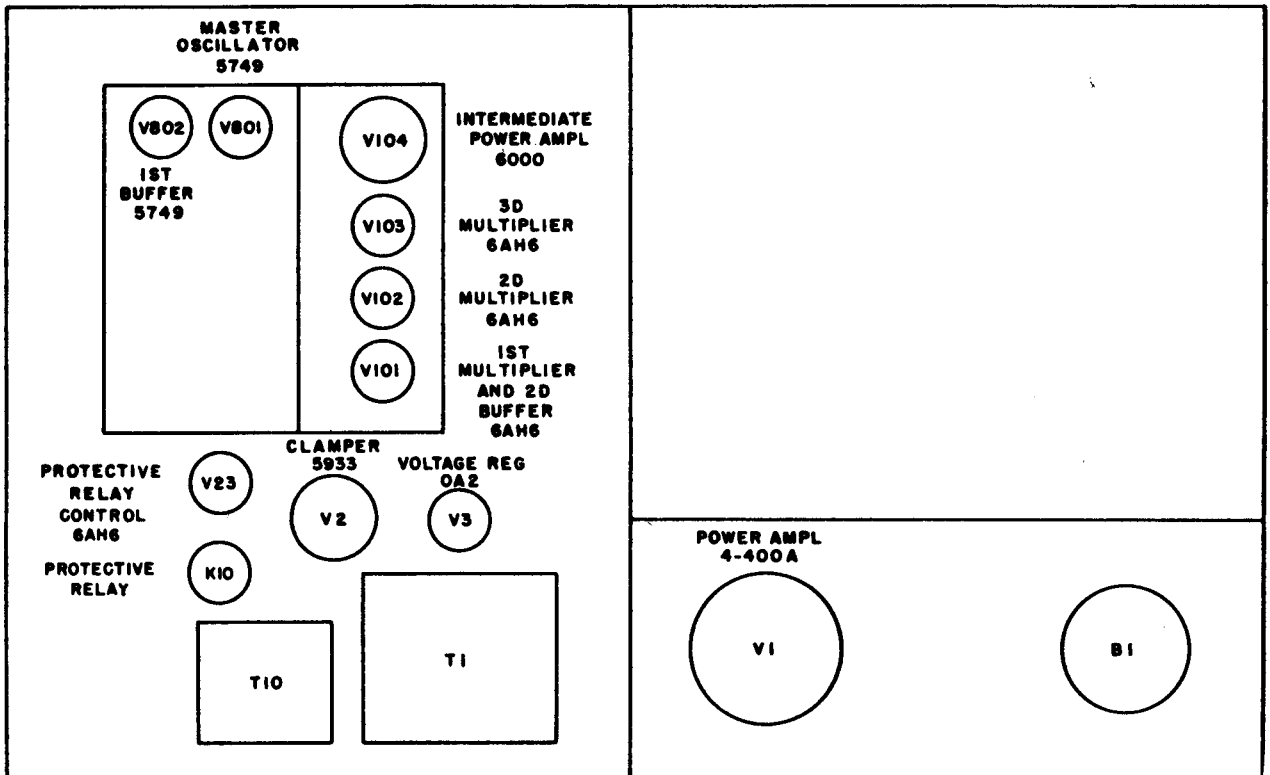 MASTER
OSCILLATOR
5749
V802
V801
1ST
BUFFER
5749
V104
INTERMEDIATE
POWER AMPL
6000
V103
3D
MULTIPLIER
6AH6
V102
2D
MULTIPLIER
6AH6
V101
1ST
MULTIPLIER
AND 2D
BUFFER
6AH6
PROTECTIVE
RELAY
CONTROL
6AH6
V23
CLAMPER
5933
V2
VOLTAGE REG
OA2
V3
PROTECTIVE
RELAY
K10
T10
T1
POWER AMPL
4-400A
V1
B1